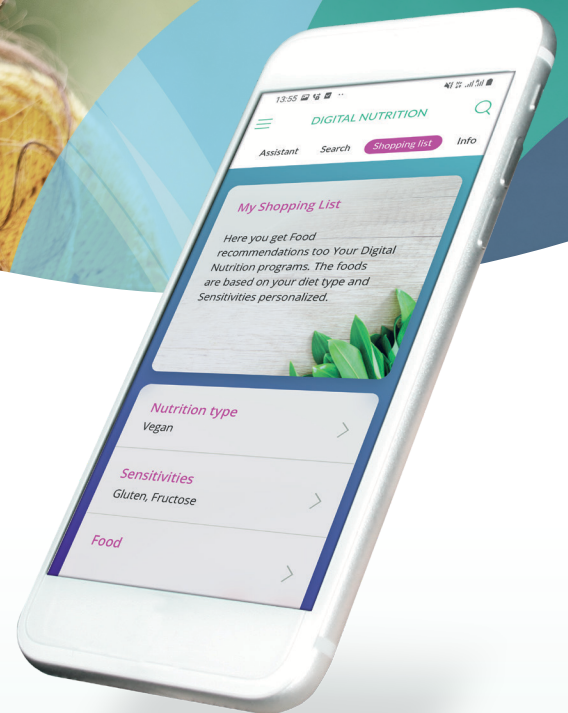 13:55
DIGITAL NUTRITION
Assistant Search Shopping list Info
My Shopping List
Here you get Food
recommendations too Your Digital
Nutrition programs. The foods
are based on your diet type and
Sensitivities personalized.
Nutrition type
Vegan
Sensitivities
Gluten, Fructose
Food